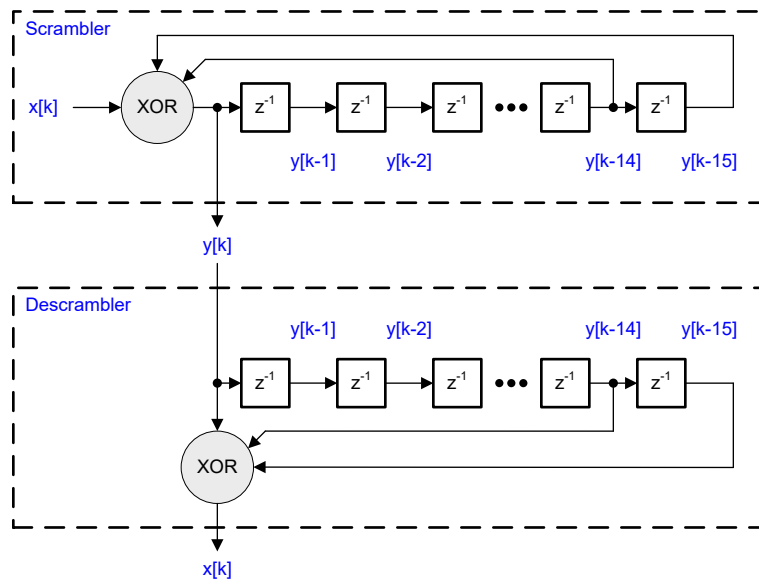 Scrambler
x[k]
XOR
z-1
z-1
z-1
z-1
z-1
y[k-1]
y[k-2]
y[k-14]
y[k-15]
y[k]
Descrambler
y[k-1]
y[k-2]
y[k-14]
y[k-15]
z-1
z-1
z-1
z-1
z-1
XOR
x[k]